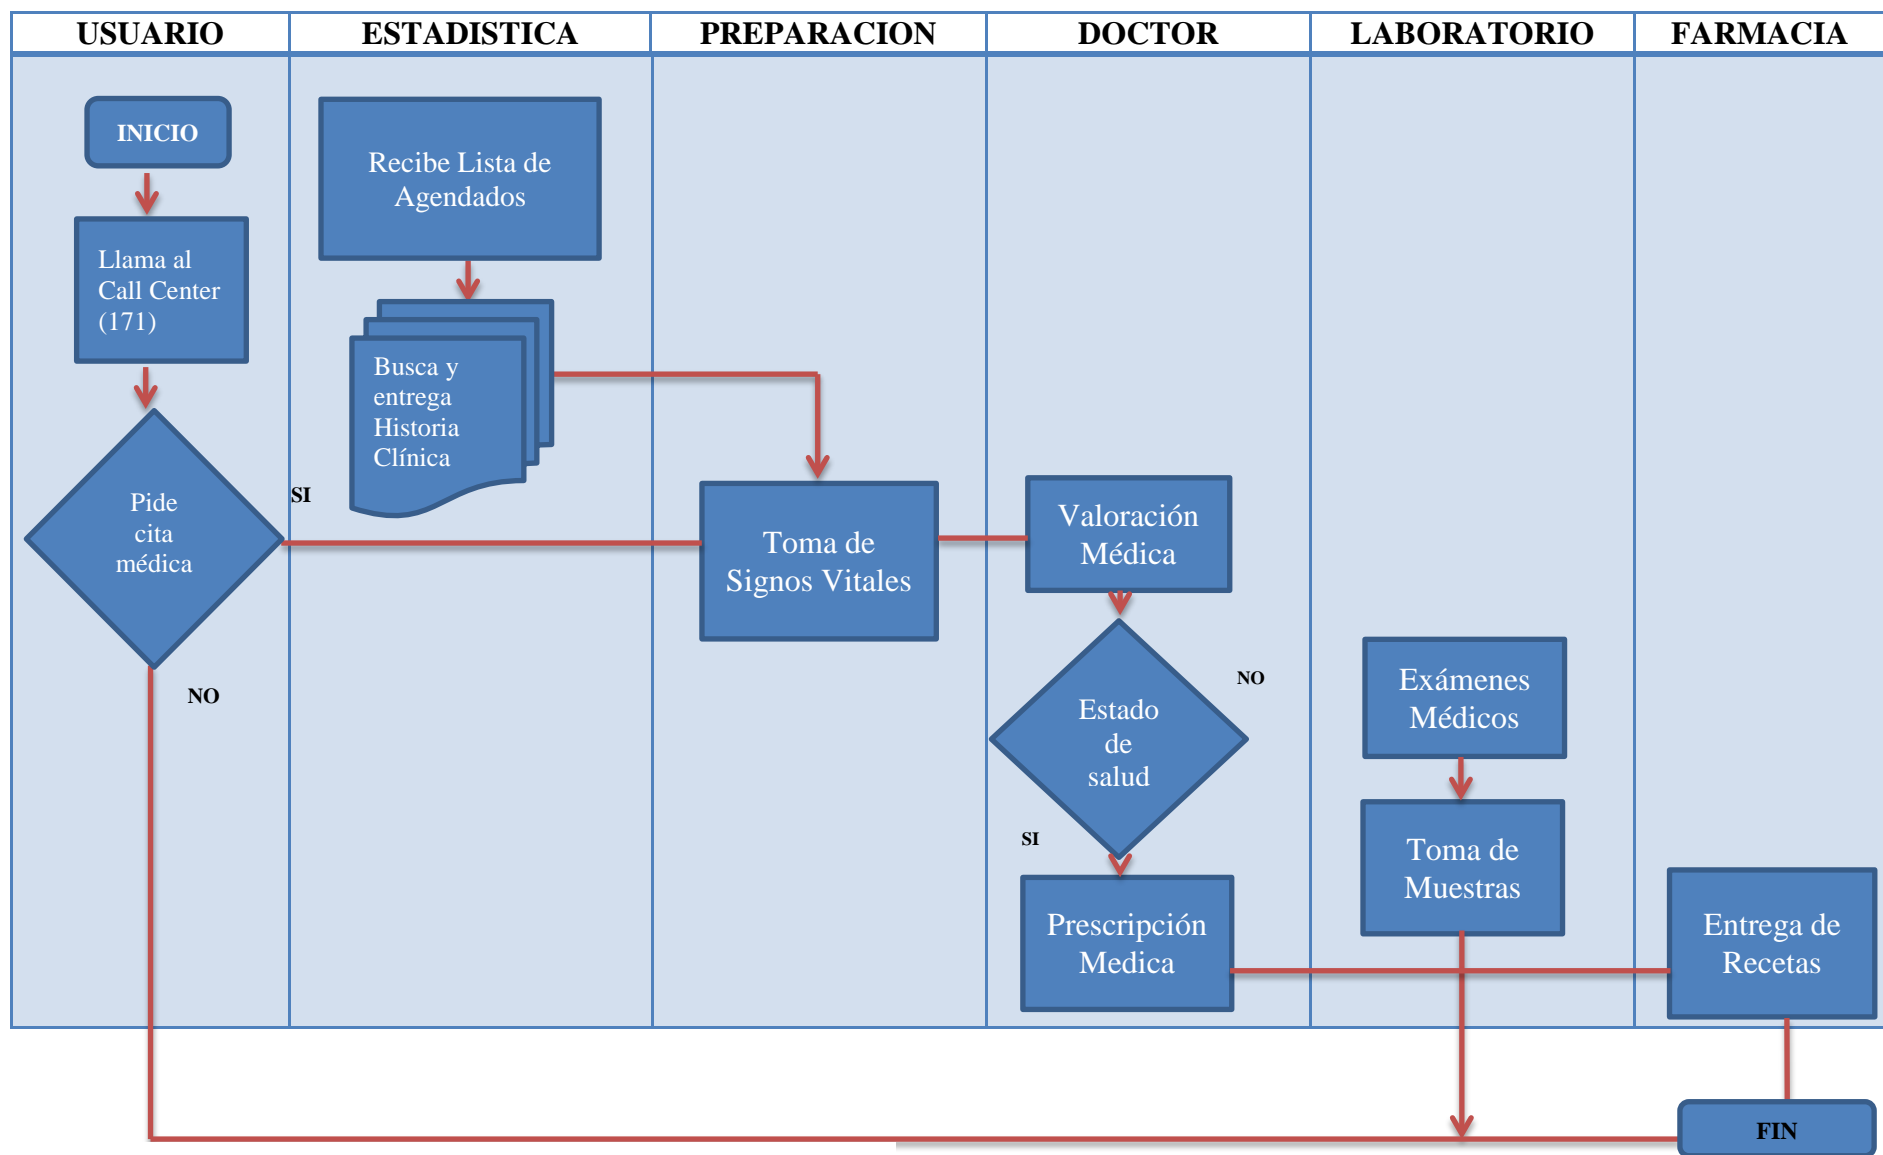 USUARIO
ESTADISTICA
PREPARACION
DOCTOR
LABORATORIO
FARMACIA
INICIO
Llama al
Call Center
(171)
Pide
cita
médica
SI
NO
Recibe Lista de
Agendados
Busca y
entrega
Historia
Clínica
Toma de
Signos Vitales
Valoración
Médica
Estado
de
salud
NO
SI
Prescripción
Medica
Exámenes
Médicos
Toma de
Muestras
Entrega de
Recetas
FIN